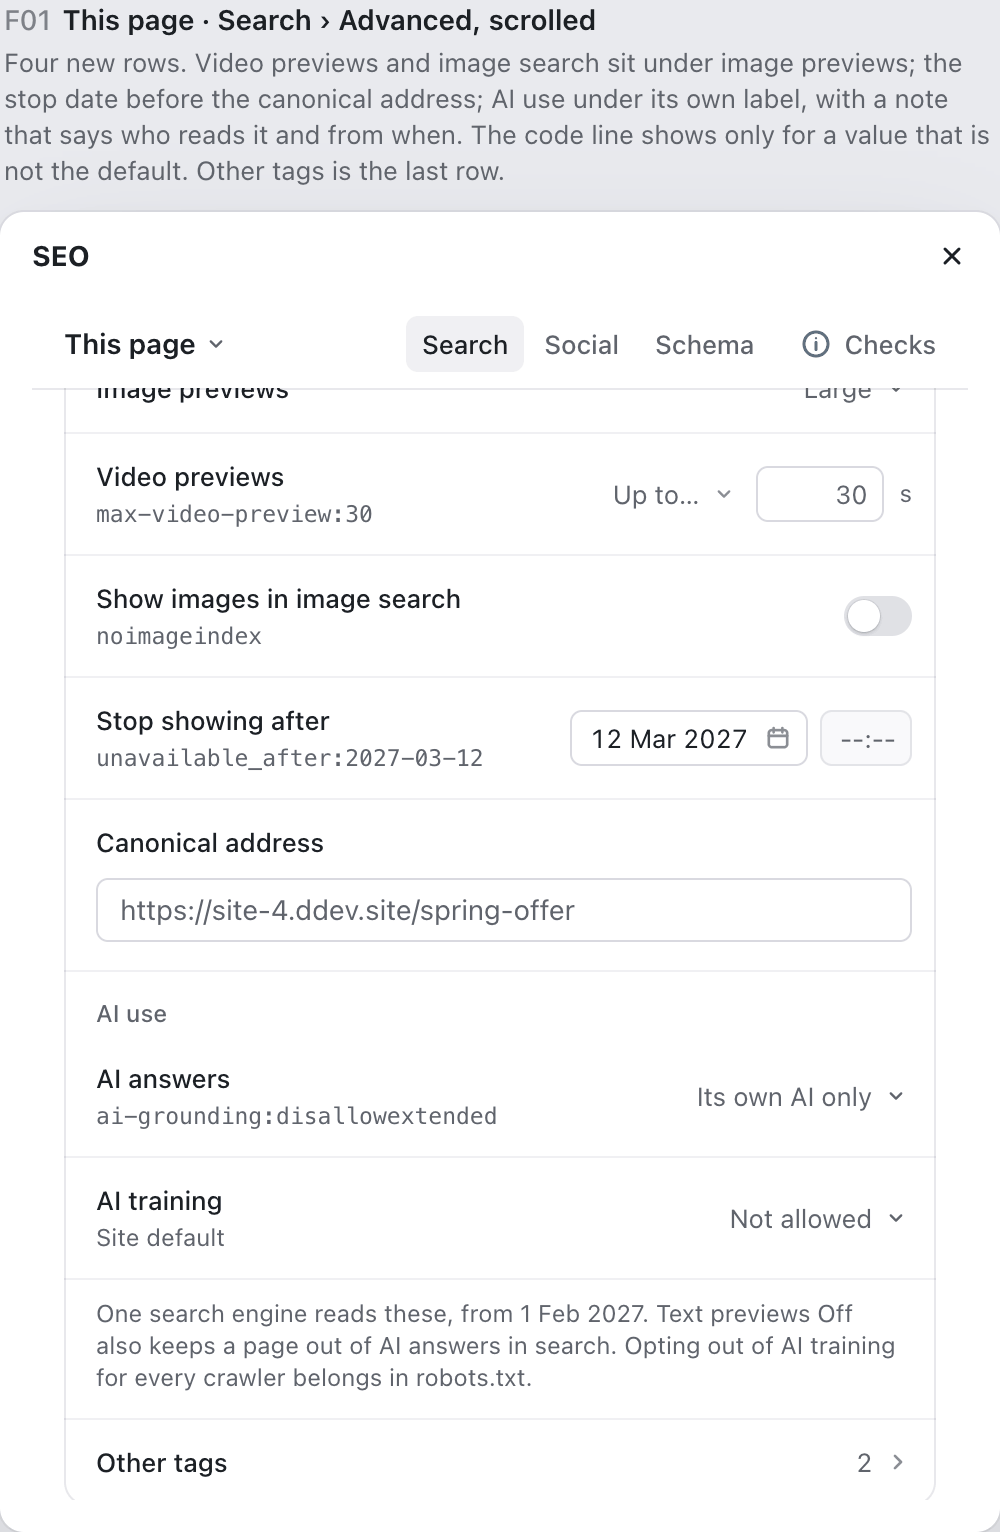 F01 This page · Search › Advanced, scrolled
Four new rows. Video previews and image search sit under image previews; the
stop date before the canonical address; AI use under its own label, with a note
that says who reads it and from when. The code line shows only for a value that is
not the default. Other tags is the last row.
SEO
This page
Search
Social
Schema
Checks
Image previews
Large
Video previews
max-video-preview:30
Up to...
30
s
Show images in image search
noimageindex
Stop showing after
unavailable_after:2027-03-12
12 Mar 2027
--:--
Canonical address
https://site-4.ddev.site/spring-offer
AI use
AI answers
ai-grounding:disallowextended
Its own AI only
AI training
Site default
Not allowed
One search engine reads these, from 1 Feb 2027. Text previews Off
also keeps a page out of AI answers in search. Opting out of AI training
for every crawler belongs in robots.txt.
Other tags
2